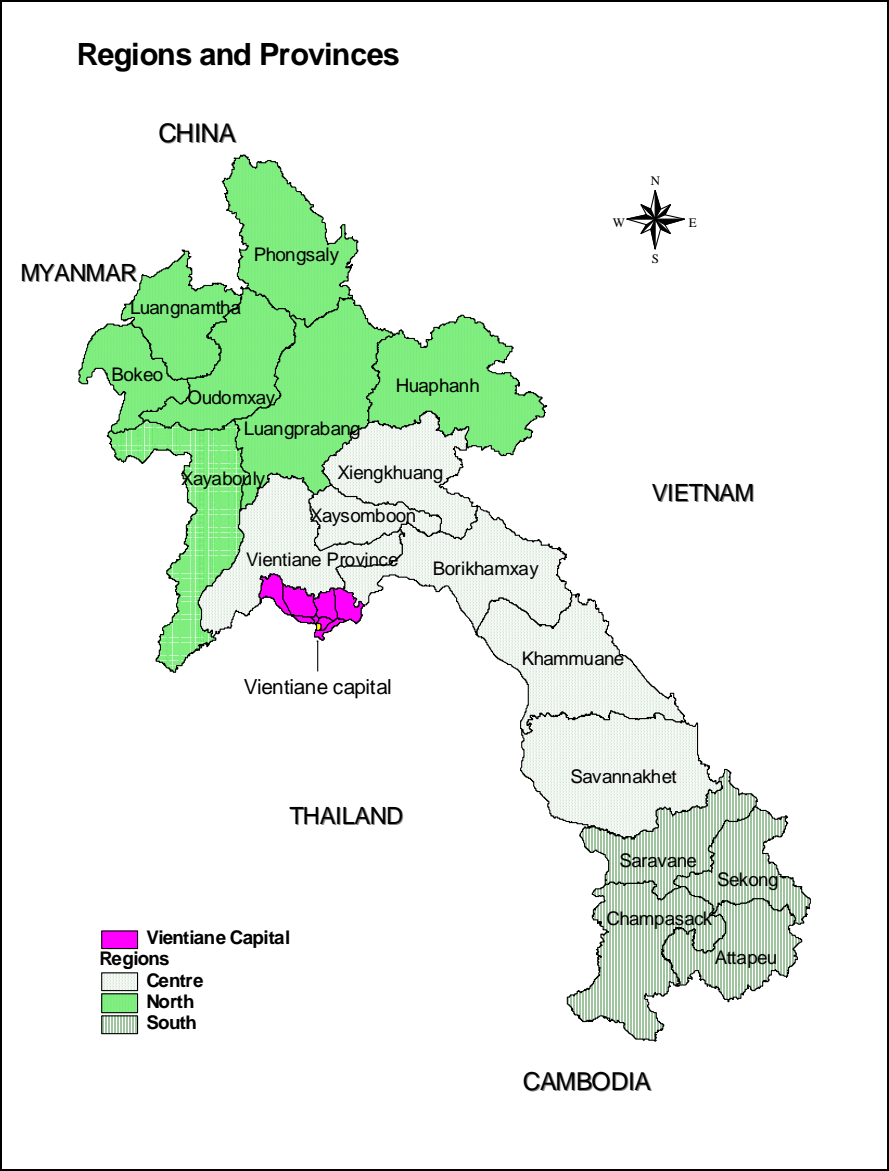 Regions and Provinces
CHINA
N
W
E
S
MYANMAR
Phongsaly
Luangnamtha
Bokeo
Oudomxay
Huaphanh
Luangprabang
Xiengkhuang
Xayabouly
VIETNAM
Xaysomboon
Vientiane Province
Borikhamxay
Khammuane
Vientiane capital
Savannakhet
THAILAND
Saravane
Sekong
Champasack
Attapeu
Vientiane Capital
Regions
Centre
North
South
CAMBODIA